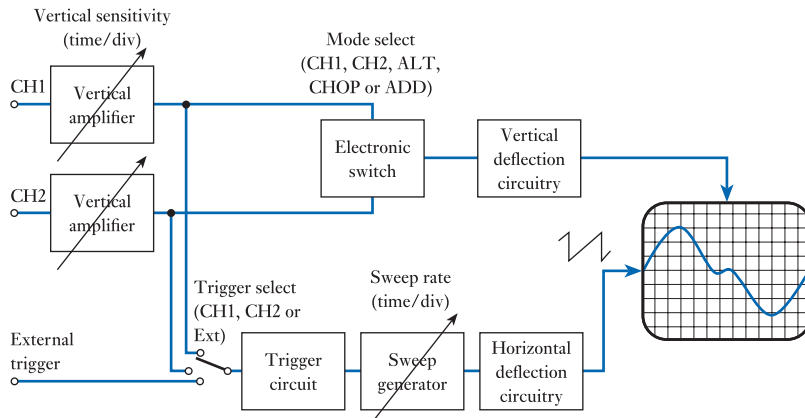 Vertical sensitivity
(time/div)
CH1
Vertical
amplifier
Mode select
(CH1, CH2, ALT,
CHOP or ADD)
Electronic
switch
Vertical
deflection
circuitry
CH2
Vertical
amplifier
Trigger select
(CH1, CH2 or
Ext)
Sweep rate
(time/div)
External
trigger
Trigger
circuit
Sweep
generator
Horizontal
deflection
circuitry